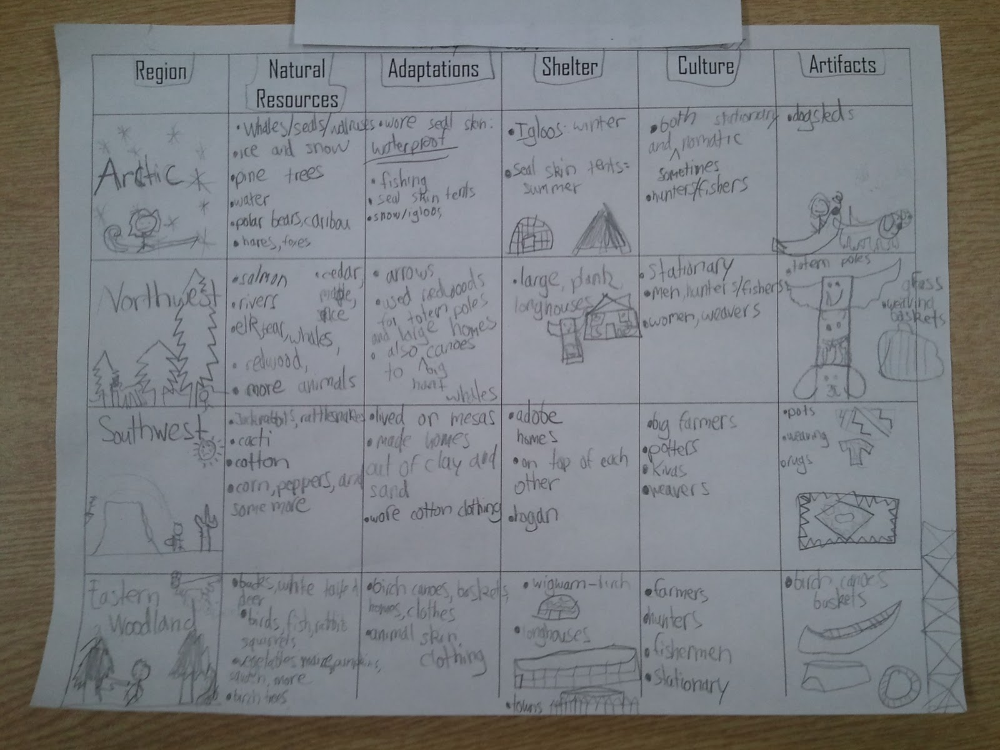 Region
Natural
Resources
Adaptations
Shelter
Culture
Artifacts
Arctic
• Whales/seals/walruses
• ice and snow
• pine trees
• water
• polar bears, caribou
• hares, foxes
• wore seal skin:
waterproof
• fishing
• seal skin tents
• snow/igloos
• Igloos: winter
• seal skin tents=
summer
• both stationary
and nomatic
sometimes
• hunters/fishers
• dogsleds
Northwest
• salmon
• cedar,
• rivers
• elk, bear, whales,
• redwood,
• more animals
• arrows
• used redwoods
for totem poles
and large homes
• also canoes
to big
hunt
whales
• large, plank
longhouses
• Stationary
• men, hunters/fishers
• women, weavers
• totem poles
grass
• weaving
baskets
Southwest
• Jackrabbits, rattlesnakes
• cacti
• cotton
• corn, peppers, and
some more
• lived on mesas
• made homes
out of clay and
sand
• wore cotton clothing
• adobe
homes
• on top of each
other
• hogan
• big farmers
• potters
• Kivas
• weavers
• pots
• weaving
• rugs
Eastern
Woodland
• bucks, white tailed
deer
• birds, fish, rabbit
squirrels
• vegetables maize, pumpkins,
more
• birch trees
• birch canoes, baskets,
homes, clothes
• animal skin
clothing
• wigwam-birch
• longhouses
• towns
• farmers
• hunters
• fishermen
• stationary
• birch canoes
baskets